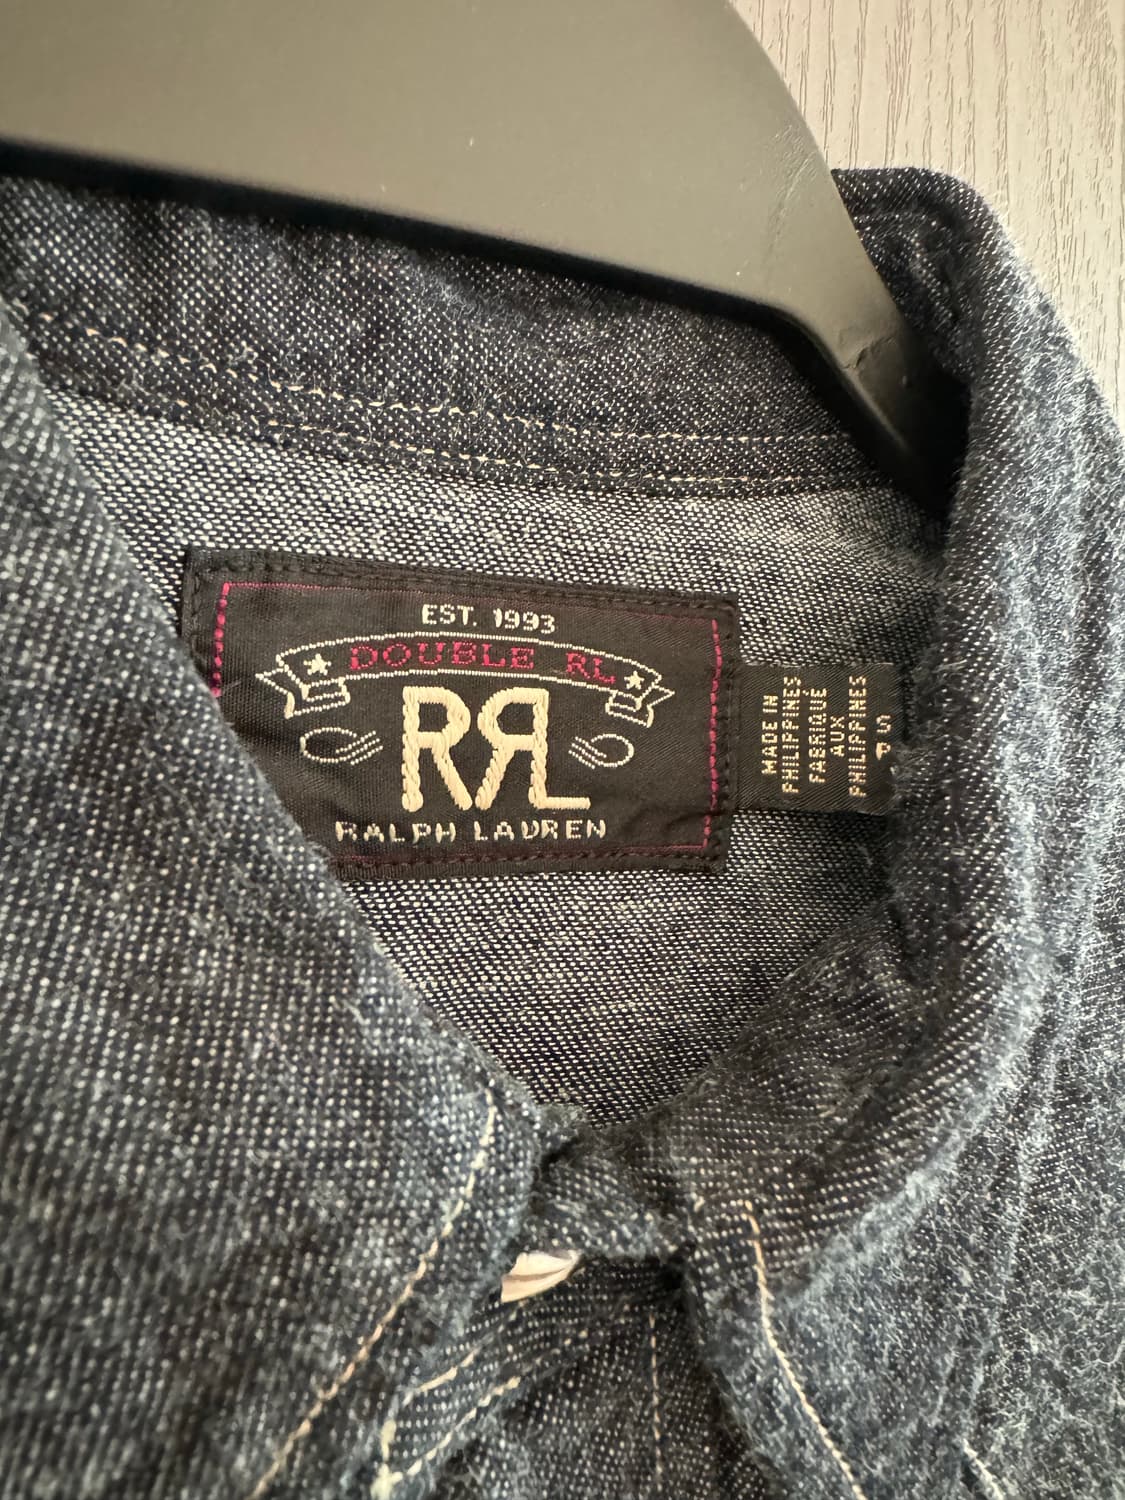 EST. 1993
DOUBLE RL
RRL
RALPH LAUREN
MADE IN
PHILIPPINES
FABRIQUÉ
AUX
PHILIPPINES